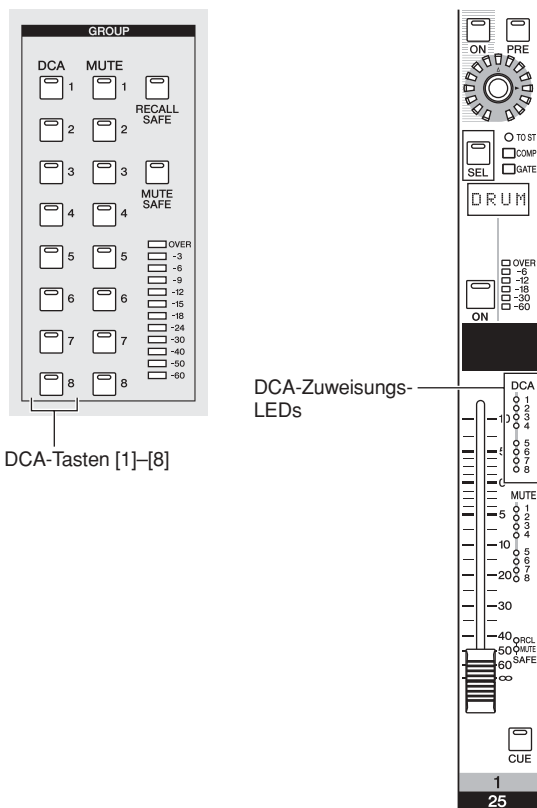 GROUP
DCA MUTE
1 1
RECALL
SAFE
2 2
3 3
MUTE
SAFE
4 4
5 5
6 6
7 7
8 8
OVER
-3
-6
-9
-12
-15
-18
-24
-30
-40
-50
-60
DCA-Tasten [1]–[8]
ON PRE
TO ST
COMP
GATE
SEL
DRUM
OVER
-6
-12
-18
-30
-60
ON
DCA-Zuweisungs-
LEDs
DCA
1
2
3
4
5
6
7
8
MUTE
1
2
3
4
5
6
7
8
5
10
20
30
40
50
60
∞
RCL
MUTE
SAFE
CUE
1
25